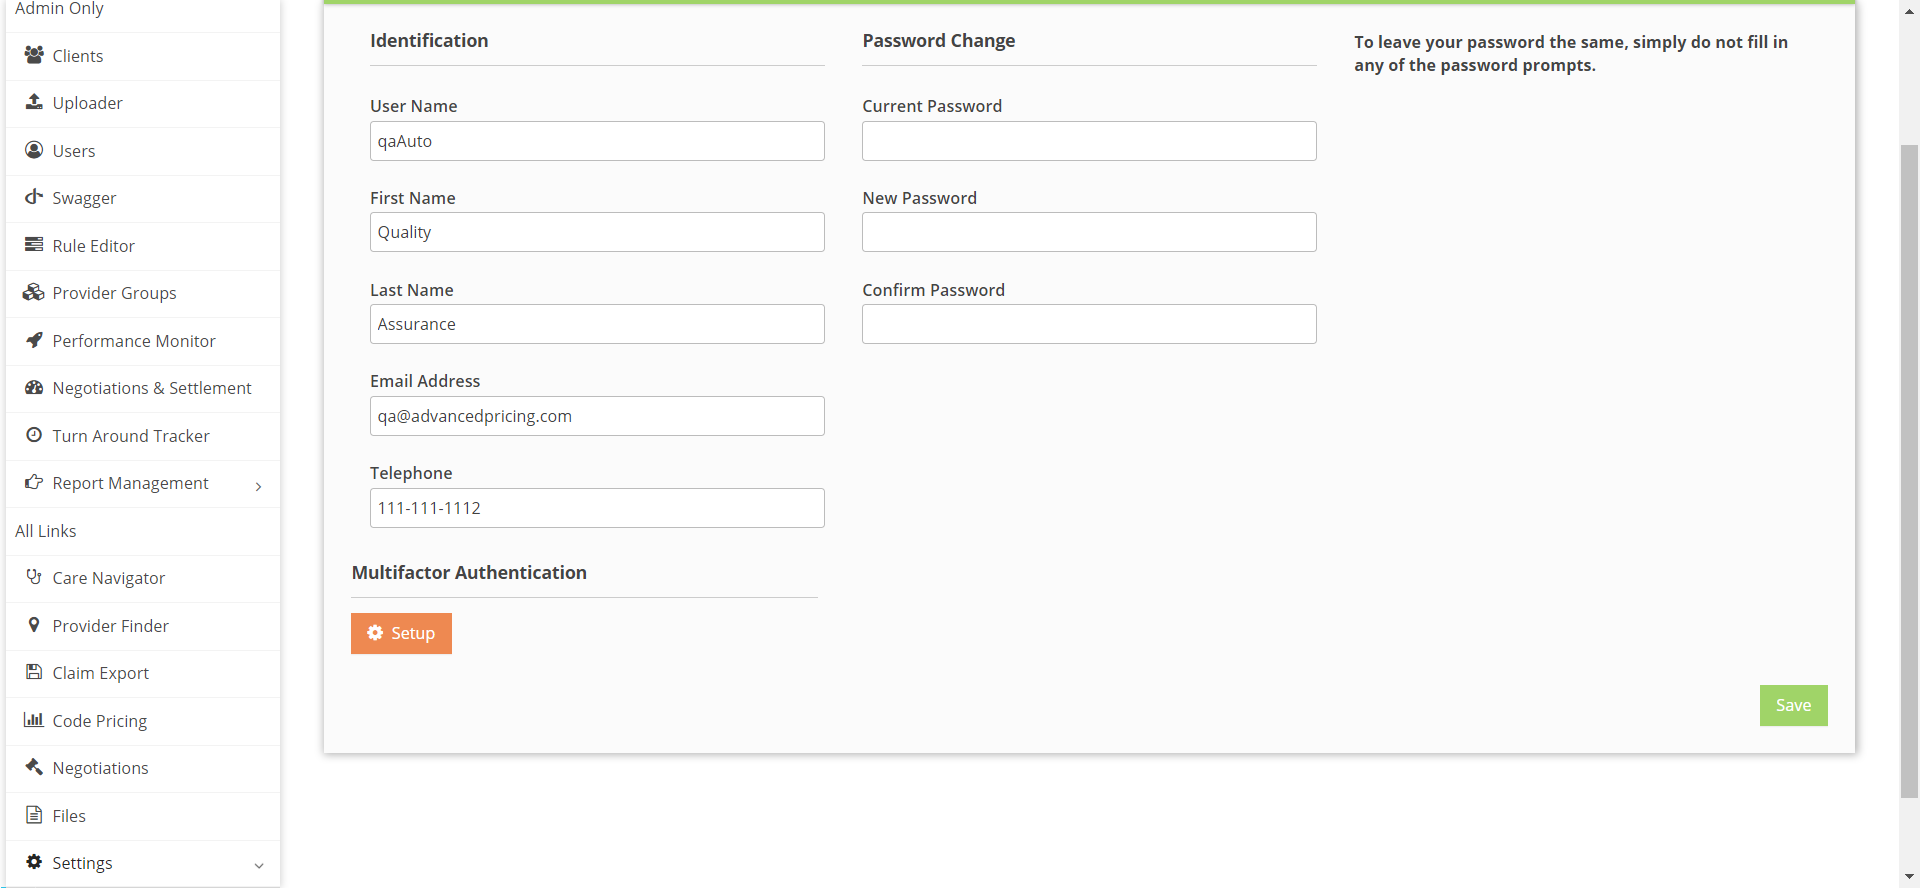 Admin Only
Clients
Uploader
Users
Swagger
Rule Editor
Provider Groups
Performance Monitor
Negotiations & Settlement
Turn Around Tracker
Report Management
All Links
Care Navigator
Provider Finder
Claim Export
Code Pricing
Negotiations
Files
Settings
Identification
User Name
qaAuto
First Name
Quality
Last Name
Assurance
Email Address
qa@advancedpricing.com
Telephone
111-111-1112
Multifactor Authentication
Setup
Password Change
Current Password
New Password
Confirm Password
To leave your password the same, simply do not fill in
any of the password prompts.
Save